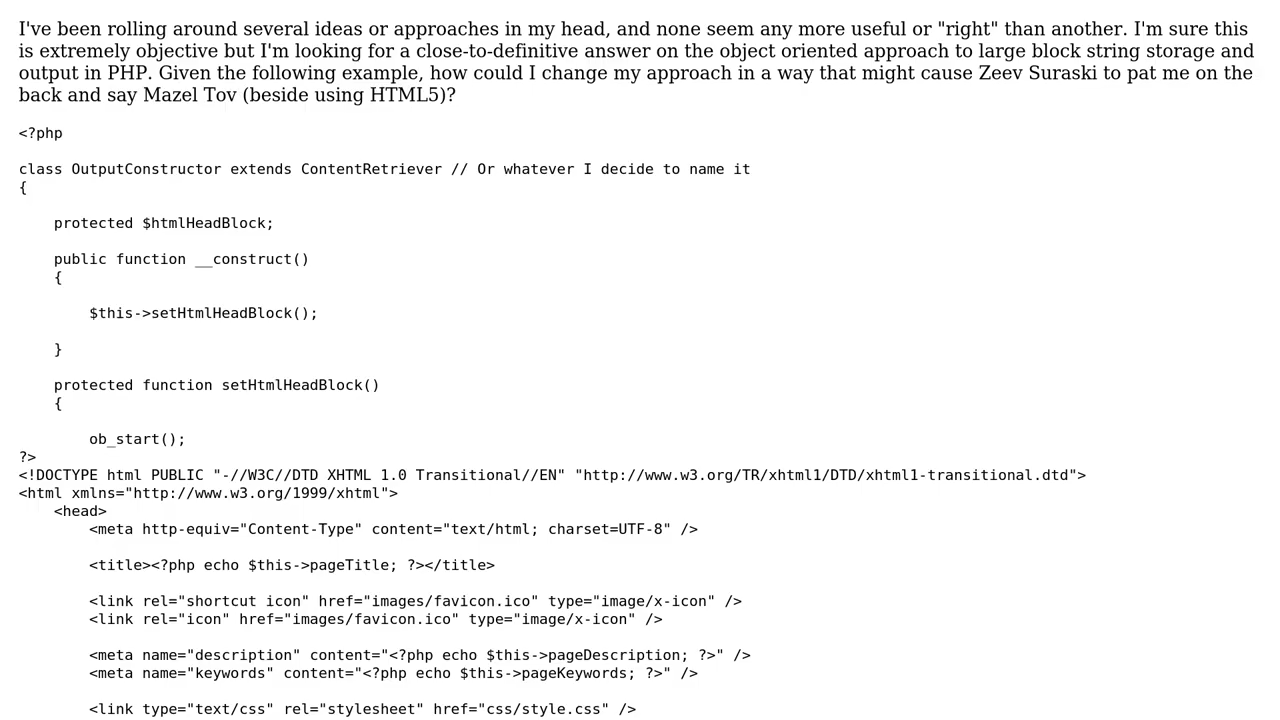 I've been rolling around several ideas or approaches in my head, and none seem any more useful or "right" than another. I'm sure this
is extremely objective but I'm looking for a close-to-definitive answer on the object oriented approach to large block string storage and
output in PHP. Given the following example, how could I change my approach in a way that might cause Zeev Suraski to pat me on the
back and say Mazel Tov (beside using HTML5)?
<?php
class OutputConstructor extends ContentRetriever // Or whatever I decide to name it
{
    protected $htmlHeadBlock;
    public function __construct()
    {
        $this->setHtmlHeadBlock();
    }
    protected function setHtmlHeadBlock()
    {
        ob_start();
?>
<!DOCTYPE html PUBLIC "-//W3C//DTD XHTML 1.0 Transitional//EN" "http://www.w3.org/TR/xhtml1/DTD/xhtml1-transitional.dtd">
<html xmlns="http://www.w3.org/1999/xhtml">
    <head>
        <meta http-equiv="Content-Type" content="text/html; charset=UTF-8" />
        <title><?php echo $this->pageTitle; ?></title>
        <link rel="shortcut icon" href="images/favicon.ico" type="image/x-icon" />
        <link rel="icon" href="images/favicon.ico" type="image/x-icon" />
        <meta name="description" content="<?php echo $this->pageDescription; ?>" />
        <meta name="keywords" content="<?php echo $this->pageKeywords; ?>" />
        <link type="text/css" rel="stylesheet" href="css/style.css" />